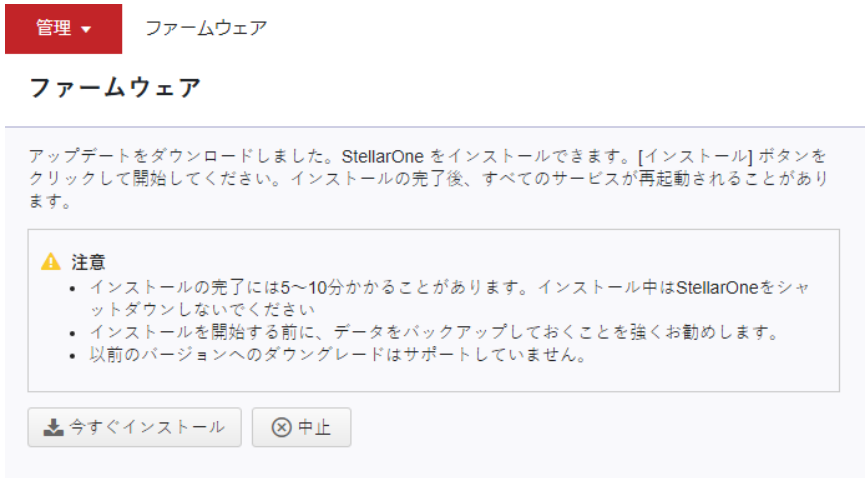 管理 ファームウェア
ファームウェア
アップデートをダウンロードしました。StellarOne をインストールできます。[インストール] ボタンを
クリックして開始してください。インストールの完了後、すべてのサービスが再起動されることがあり
ます。
注意
• インストールの完了には5～10分かかることがあります。インストール中はStellarOneをシャ
ットダウンしないでください
• インストールを開始する前に、データをバックアップしておくことを強くお勧めします。
• 以前のバージョンへのダウングレードはサポートしていません。
今すぐインストール 中止